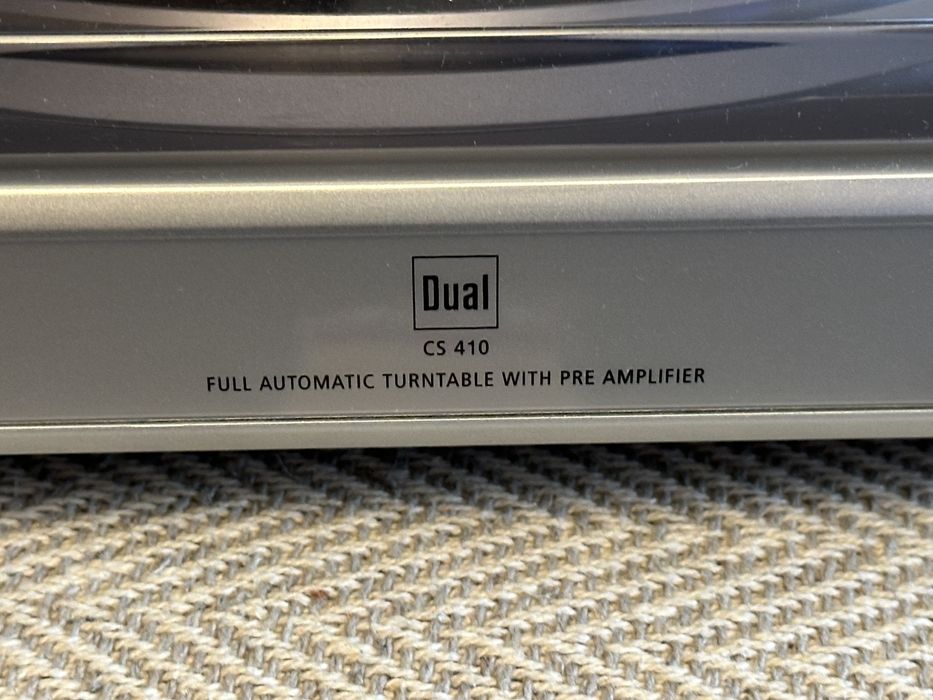 Dual
CS 410
FULL AUTOMATIC TURNTABLE WITH PRE AMPLIFIER